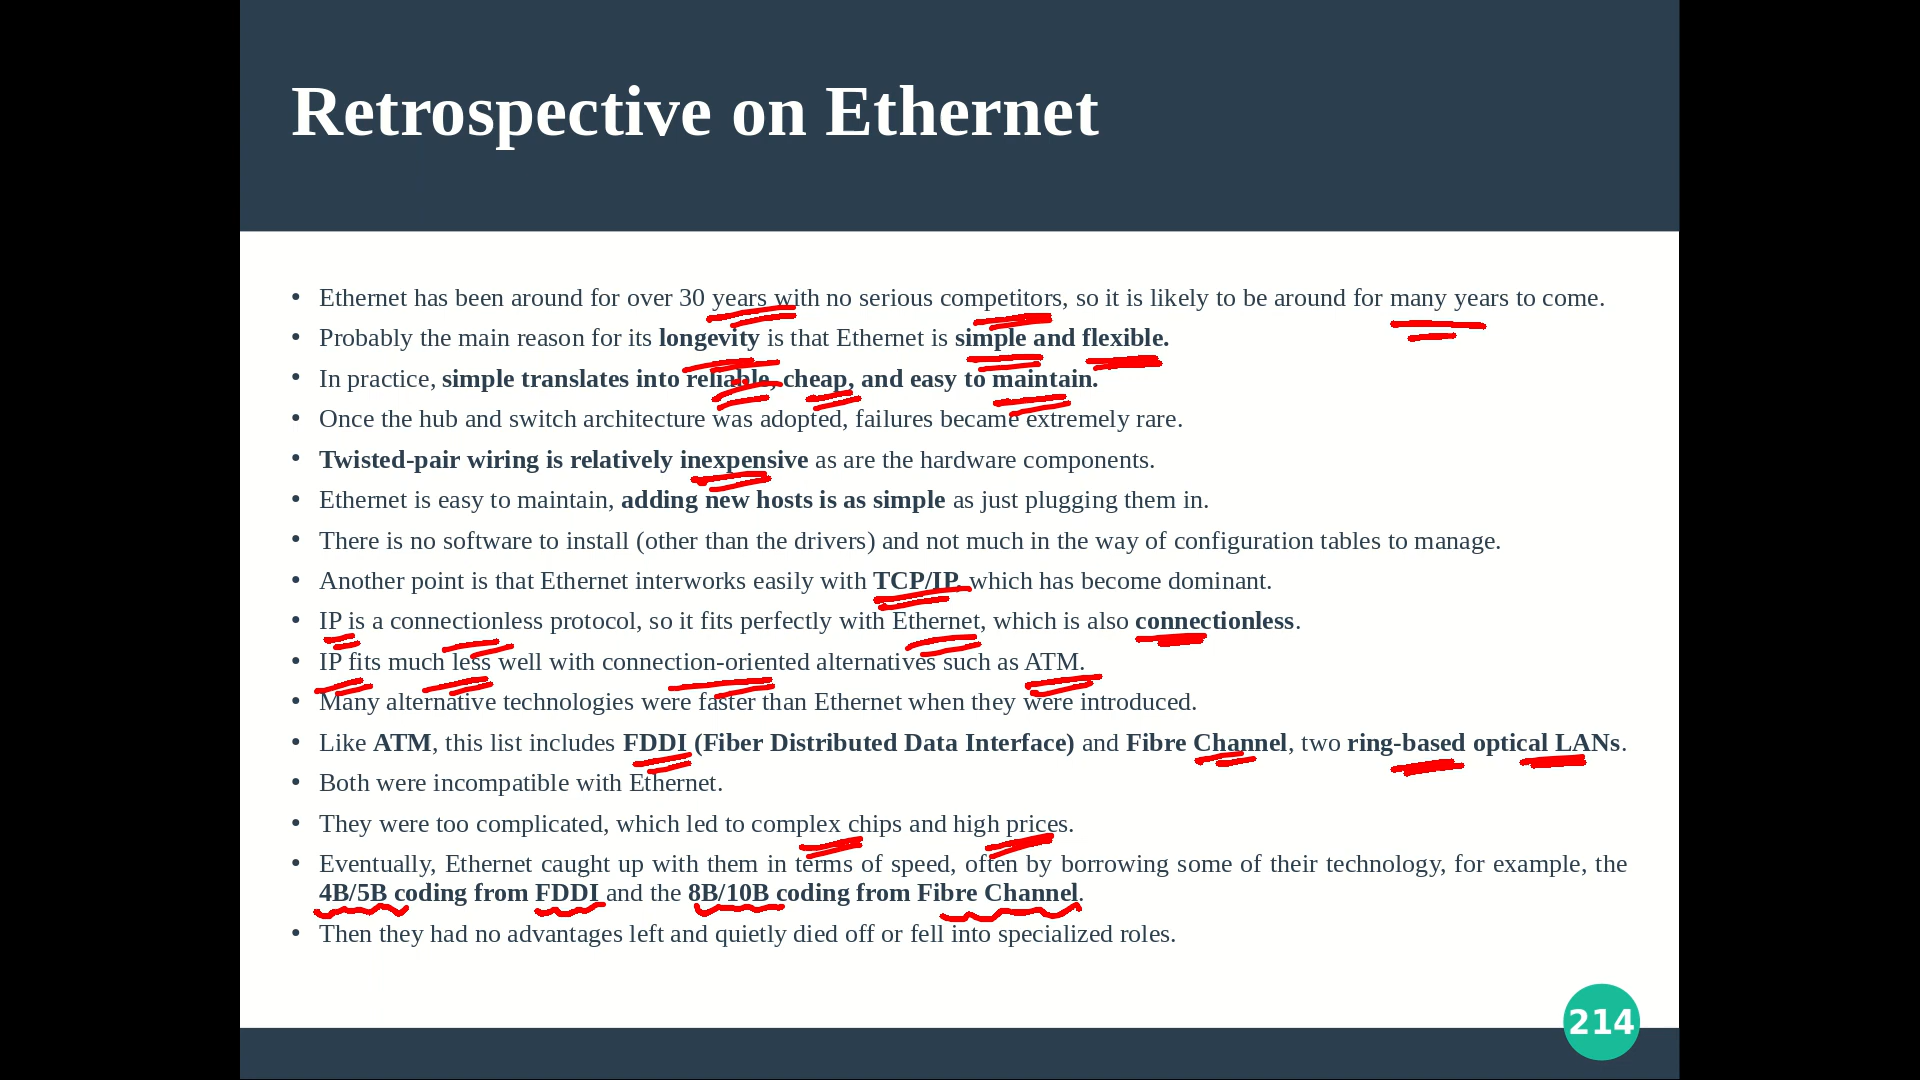 Retrospective on Ethernet
• Ethernet has been around for over 30 years with no serious competitors, so it is likely to be around for many years to come.
• Probably the main reason for its longevity is that Ethernet is simple and flexible.
• In practice, simple translates into reliable, cheap, and easy to maintain.
• Once the hub and switch architecture was adopted, failures became extremely rare.
• Twisted-pair wiring is relatively inexpensive as are the hardware components.
• Ethernet is easy to maintain, adding new hosts is as simple as just plugging them in.
• There is no software to install (other than the drivers) and not much in the way of configuration tables to manage.
• Another point is that Ethernet interworks easily with TCP/IP, which has become dominant.
• IP is a connectionless protocol, so it fits perfectly with Ethernet, which is also connectionless.
• IP fits much less well with connection-oriented alternatives such as ATM.
• Many alternative technologies were faster than Ethernet when they were introduced.
• Like ATM, this list includes FDDI (Fiber Distributed Data Interface) and Fibre Channel, two ring-based optical LANs.
• Both were incompatible with Ethernet.
• They were too complicated, which led to complex chips and high prices.
• Eventually, Ethernet caught up with them in terms of speed, often by borrowing some of their technology, for example, the
4B/5B coding from FDDI and the 8B/10B coding from Fibre Channel.
• Then they had no advantages left and quietly died off or fell into specialized roles.
214